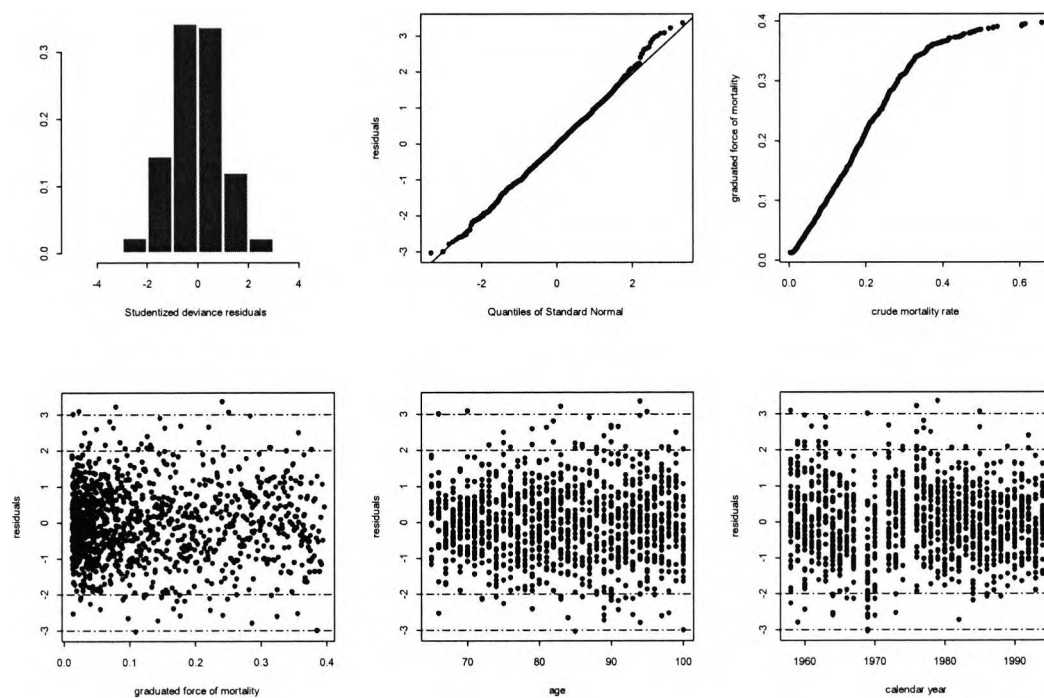 0.3
0.2
0.1
0.0
-4 -2 0 2 4
Studentized deviance residuals
residuals
3
2
1
0
-1
-2
-3
-2 0 2
Quantiles of Standard Normal
graduated force of mortality
0.4
0.3
0.2
0.1
0.0
0.0 0.2 0.4 0.6
crude mortality rate
residuals
3
2
1
0
-1
-2
-3
0.0 0.1 0.2 0.3 0.4
graduated force of mortality
residuals
3
2
1
0
-1
-2
-3
70 80 90 100
age
residuals
3
2
1
0
-1
-2
-3
1960 1970 1980 1990
calendar year